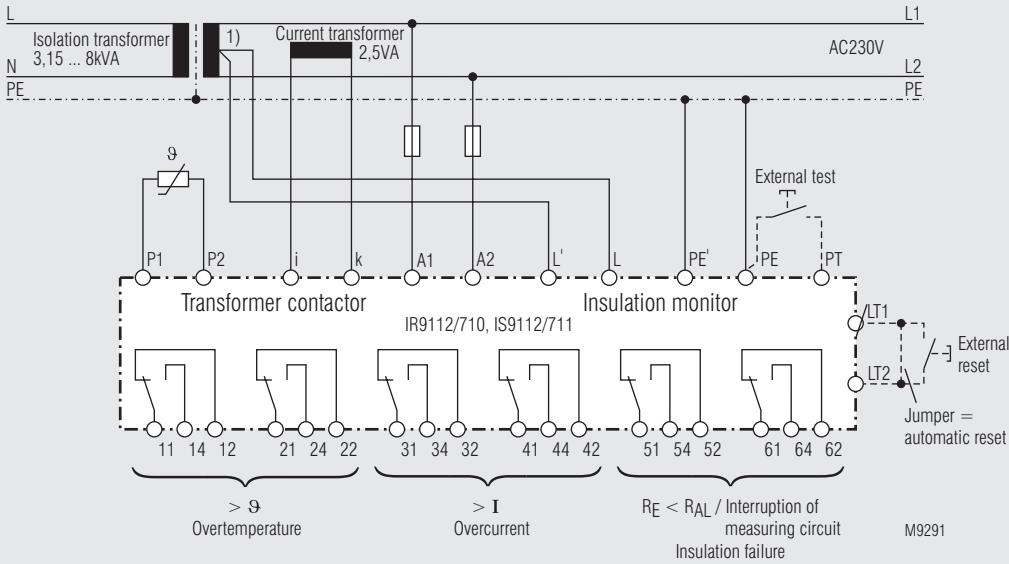 L
L1
Isolation transformer
3,15 ... 8kVA
1)
Current transformer
2,5VA
AC230V
N
L2
PE
PE
ϑ
External test
P1
P2
i
k
A1
A2
L'
L
PE'
PE
PT
Transformer contactor
Insulation monitor
IR9112/710, IS9112/711
LT1
External
reset
LT2
Jumper =
automatic reset
11 14 12
21 24 22
31 34 32
41 44 42
51 54 52
61 64 62
> ϑ
Overtemperature
> I
Overcurrent
RE < RAL / Interruption of
measuring circuit
Insulation failure
M9291